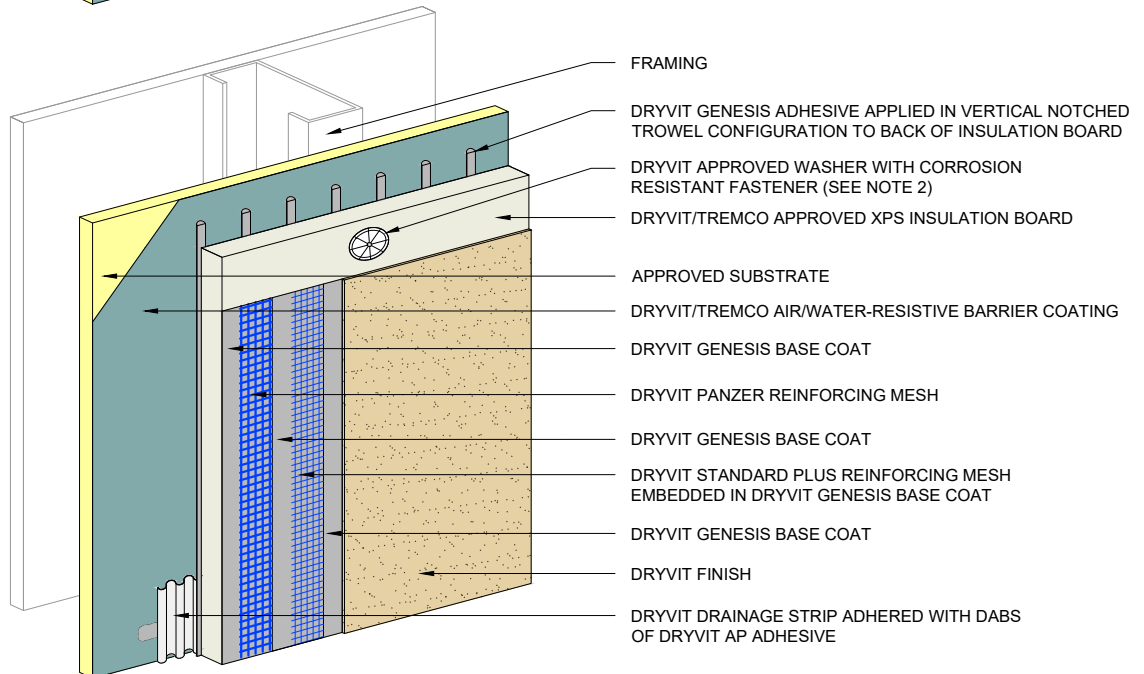 FRAMING
DRYVIT GENESIS ADHESIVE APPLIED IN VERTICAL NOTCHED
TROWEL CONFIGURATION TO BACK OF INSULATION BOARD
DRYVIT APPROVED WASHER WITH CORROSION
RESISTANT FASTENER (SEE NOTE 2)
DRYVIT/TREMCO APPROVED XPS INSULATION BOARD
APPROVED SUBSTRATE
DRYVIT/TREMCO AIR/WATER-RESISTIVE BARRIER COATING
DRYVIT GENESIS BASE COAT
DRYVIT PANZER REINFORCING MESH
DRYVIT GENESIS BASE COAT
DRYVIT STANDARD PLUS REINFORCING MESH
EMBEDDED IN DRYVIT GENESIS BASE COAT
DRYVIT GENESIS BASE COAT
DRYVIT FINISH
DRYVIT DRAINAGE STRIP ADHERED WITH DABS
OF DRYVIT AP ADHESIVE